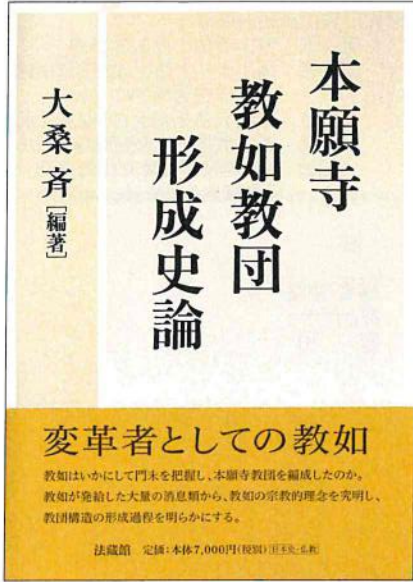 本願寺
教如教団
形成史論
大桑 斉［編著］
変革者としての教如
教如はいかにして門末を把握し、本願寺教団を編成したのか。
教如が発給した大量の消息類から、教如の宗教的理念を究明し、
教団構造の形成過程を明らかにする。
法藏館 定価:本体7,000円(税別) 日本史・仏教